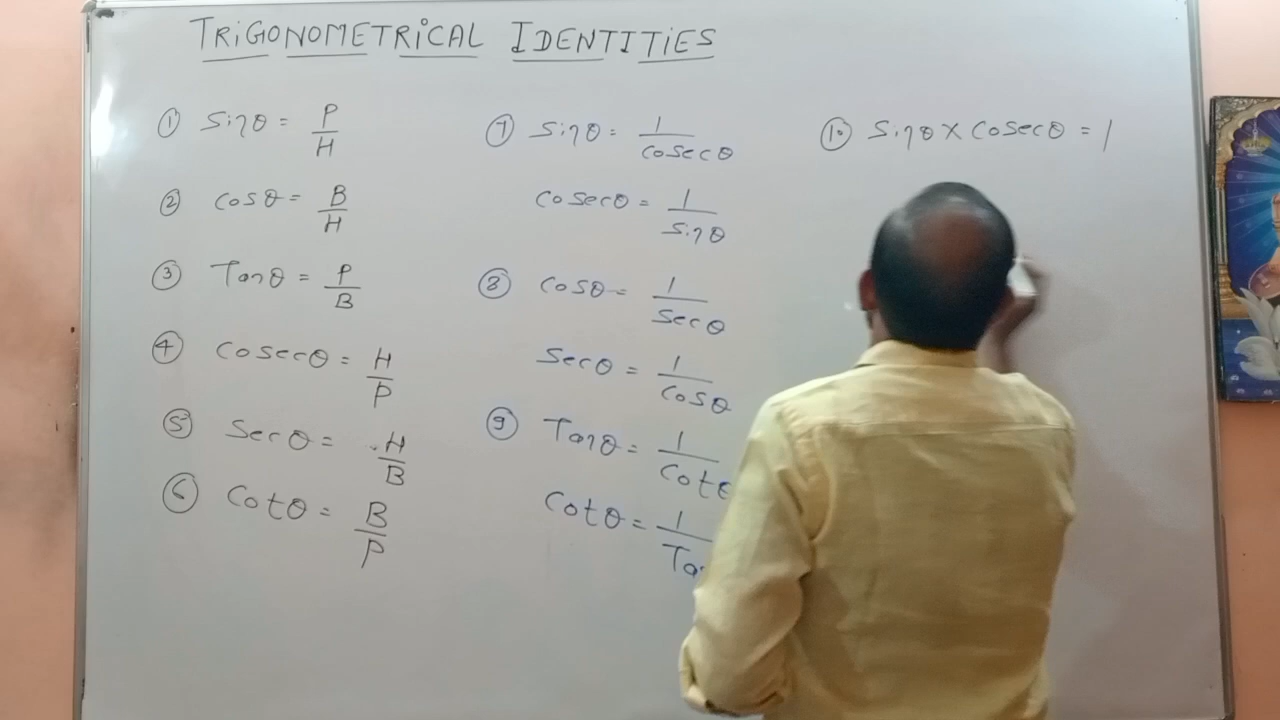 TRIGONOMETRICAL IDENTITIES
① sinθ = P/H
② cosθ = B/H
③ Tanθ = P/B
④ cosecθ = H/P
⑤ secθ = H/B
⑥ cotθ = B/P
⑦ sinθ = 1/cosecθ
cosecθ = 1/sinθ
⑧ cosθ = 1/secθ
secθ = 1/cosθ
⑨ Tanθ = 1/cotθ
cotθ = 1/Ta
⑩ sinθ × cosecθ = 1